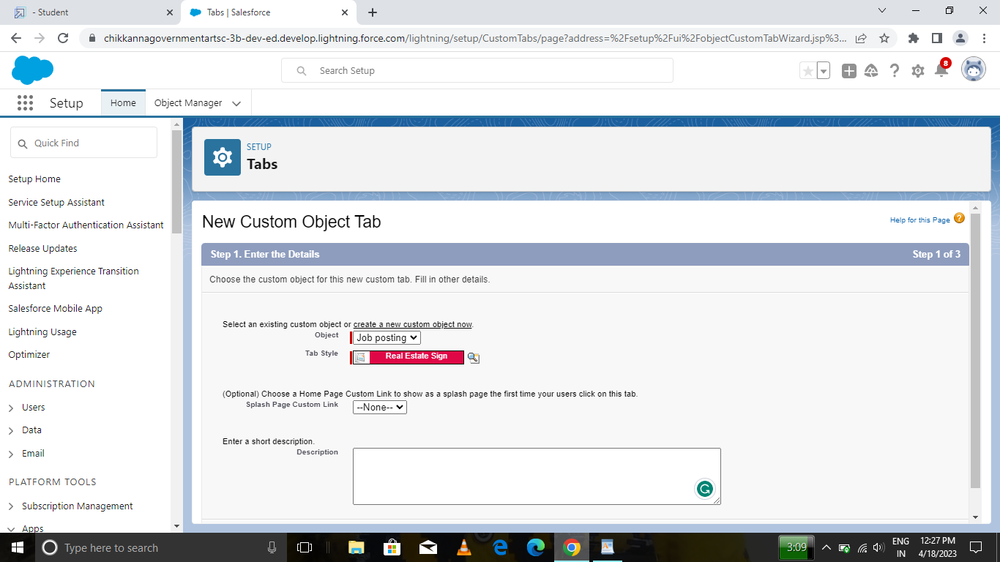 - Student
Tabs | Salesforce
chikkannagovernmentartsc-3b-dev-ed.develop.lightning.force.com/lightning/setup/CustomTabs/page?address=%2Fsetup%2Fui%2FobjectCustomTabWizard.jsp%3...
Search Setup
8
Setup
Home
Object Manager
Quick Find
Setup Home
Service Setup Assistant
Multi-Factor Authentication Assistant
Release Updates
Lightning Experience Transition
Assistant
Salesforce Mobile App
Lightning Usage
Optimizer
ADMINISTRATION
Users
Data
Email
PLATFORM TOOLS
Subscription Management
Apps
SETUP
Tabs
New Custom Object Tab
Help for this Page ?
Step 1. Enter the Details
Step 1 of 3
Choose the custom object for this new custom tab. Fill in other details.
Select an existing custom object or create a new custom object now.
Object
Job posting
Tab Style
Real Estate Sign
(Optional) Choose a Home Page Custom Link to show as a splash page the first time your users click on this tab.
Splash Page Custom Link
--None--
Enter a short description.
Description
Type here to search
3:09
ENG
IN
12:27 PM
4/18/2023